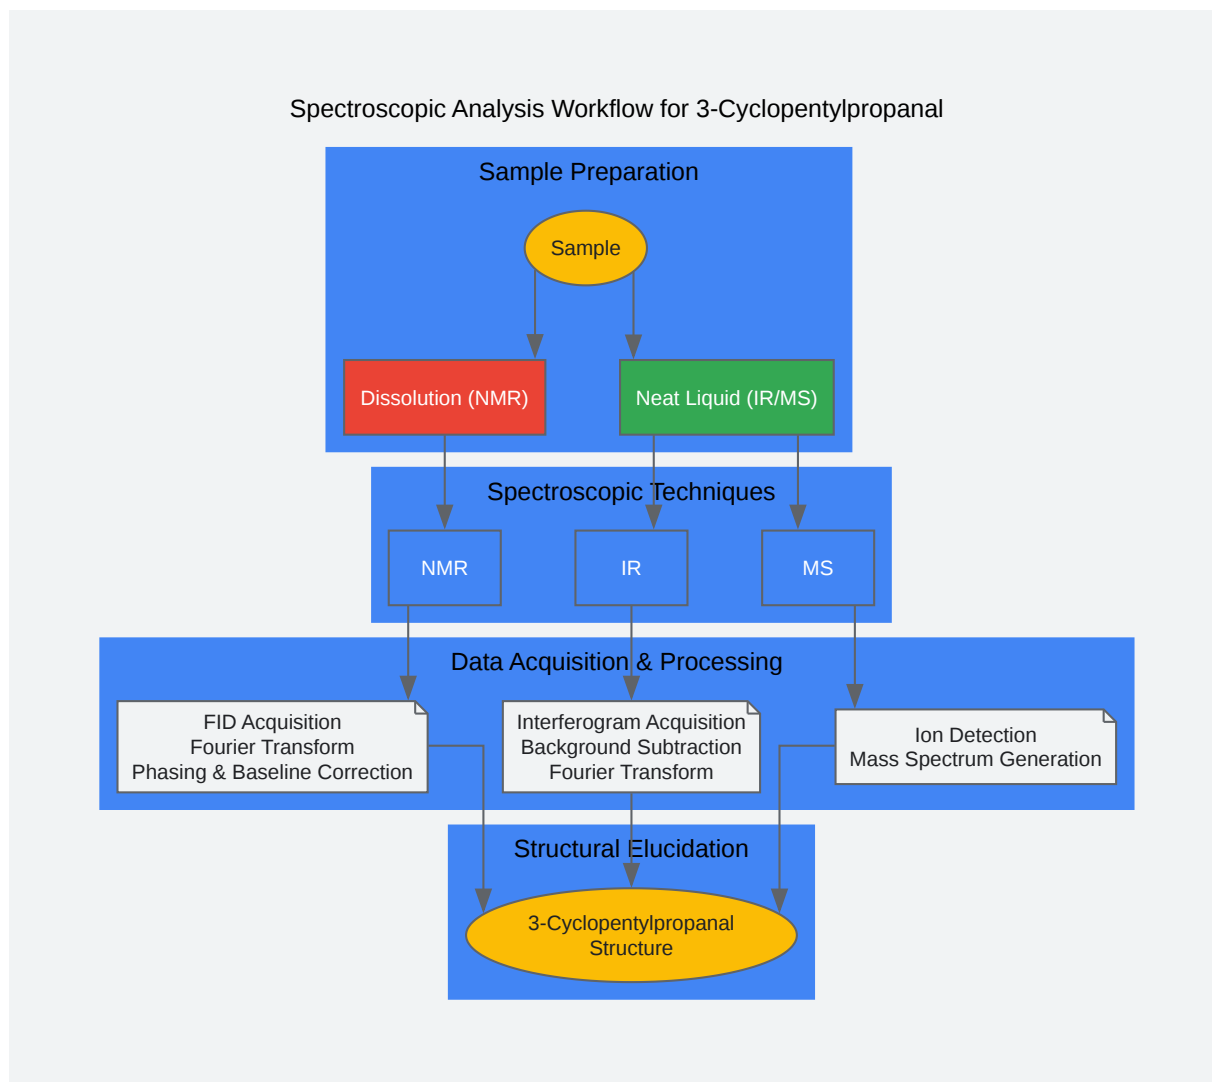 Spectroscopic Analysis Workflow for 3-Cyclopentylpropanal
Sample Preparation
Sample
Dissolution (NMR)
Neat Liquid (IR/MS)
Spectroscopic Techniques
NMR
IR
MS
Data Acquisition & Processing
FID Acquisition
Fourier Transform
Phasing & Baseline Correction
Interferogram Acquisition
Background Subtraction
Fourier Transform
Ion Detection
Mass Spectrum Generation
Structural Elucidation
3-Cyclopentylpropanal
Structure